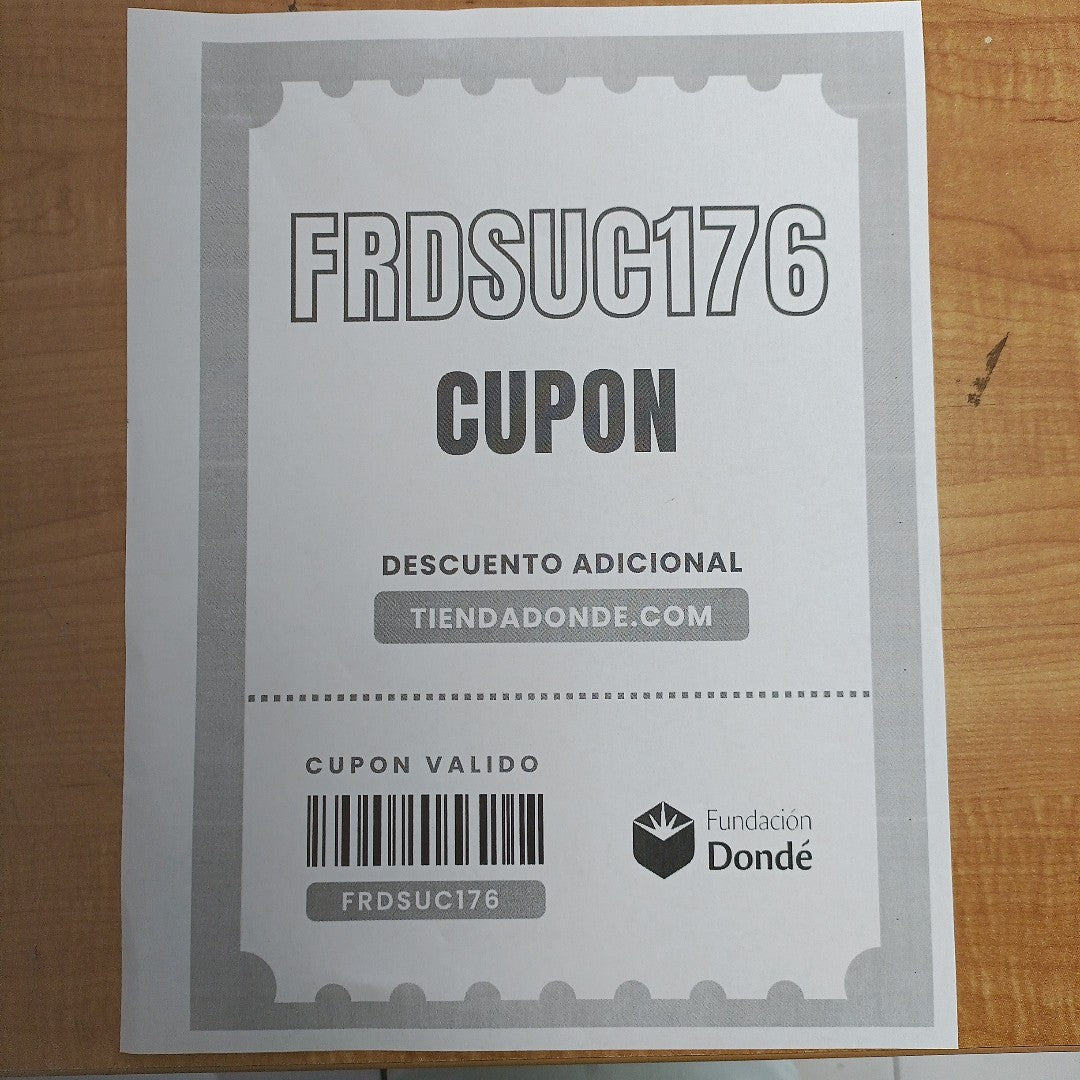 FRDSUC176
CUPON
DESCUENTO ADICIONAL
TIENDADONDE.COM
CUPON VALIDO
FRDSUC176
Fundación
Dondé